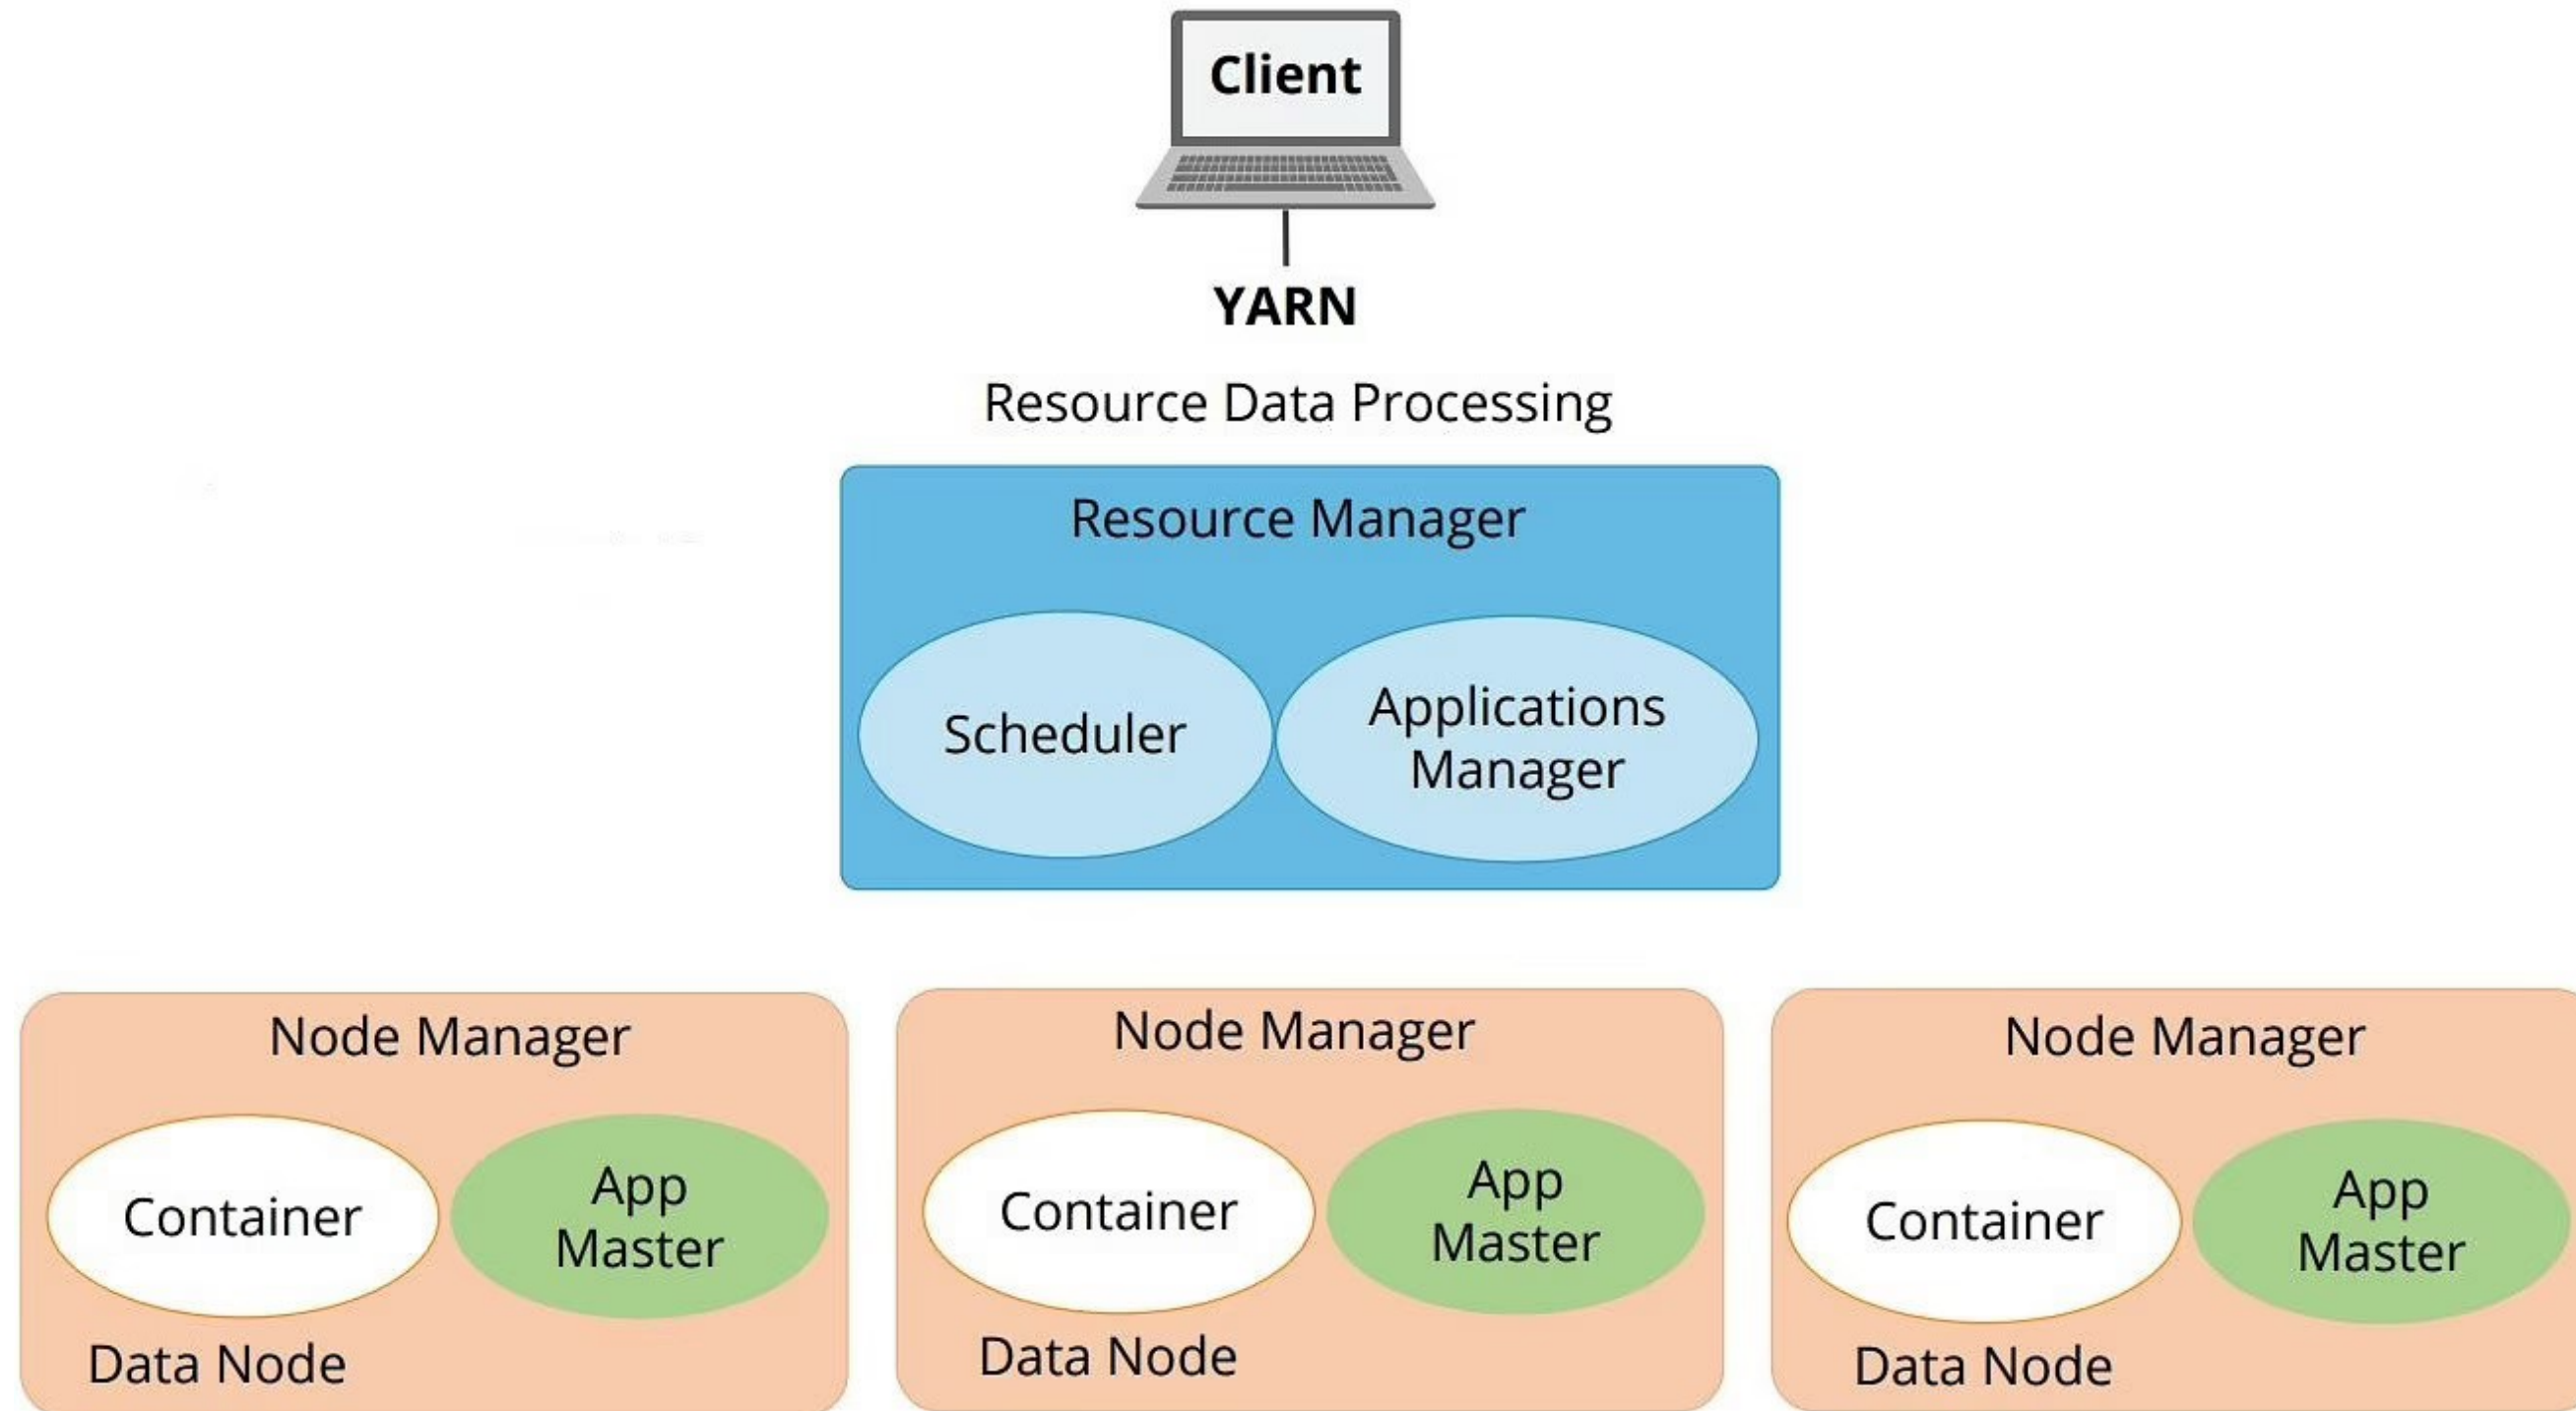 Client
YARN
Resource Data Processing
Resource Manager
Scheduler
Applications
Manager
Node Manager
Container
App
Master
Data Node
Node Manager
Container
App
Master
Data Node
Node Manager
Container
App
Master
Data Node